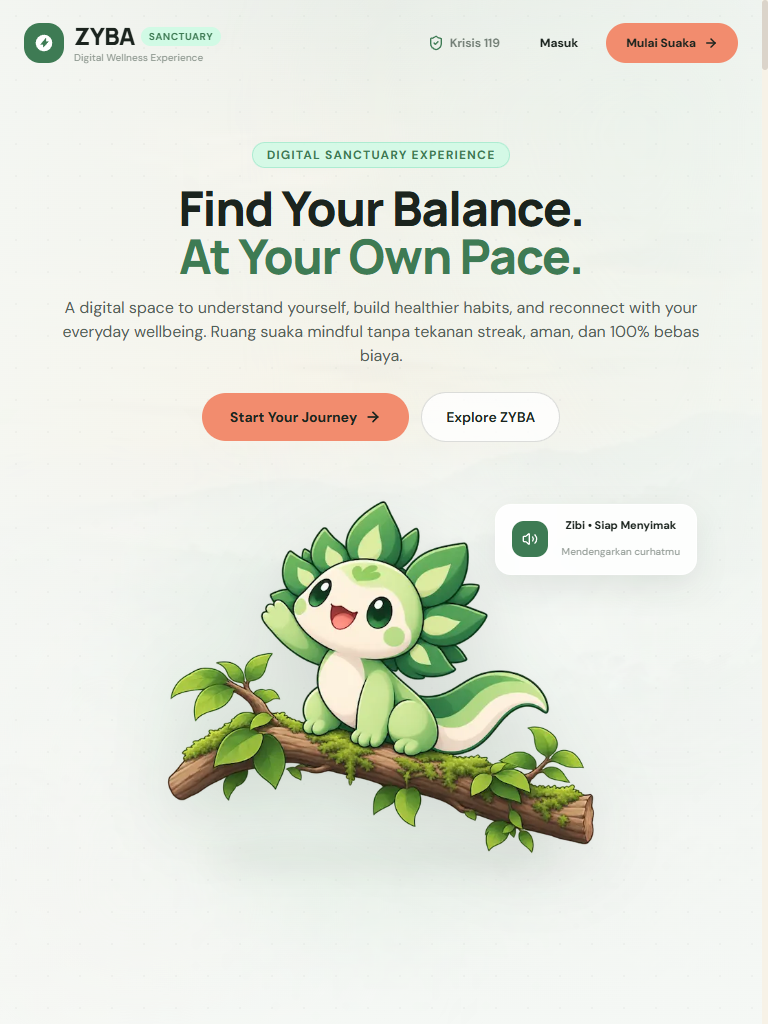 ZYBA SANCTUARY
Digital Wellness Experience
Krisis 119
Masuk
Mulai Suaka
DIGITAL SANCTUARY EXPERIENCE
Find Your Balance.
At Your Own Pace.
A digital space to understand yourself, build healthier habits, and reconnect with your
everyday wellbeing. Ruang suaka mindful tanpa tekanan streak, aman, dan 100% bebas
biaya.
Start Your Journey
Explore ZYBA
Zibi • Siap Menyimak
Mendengarkan curhatmu